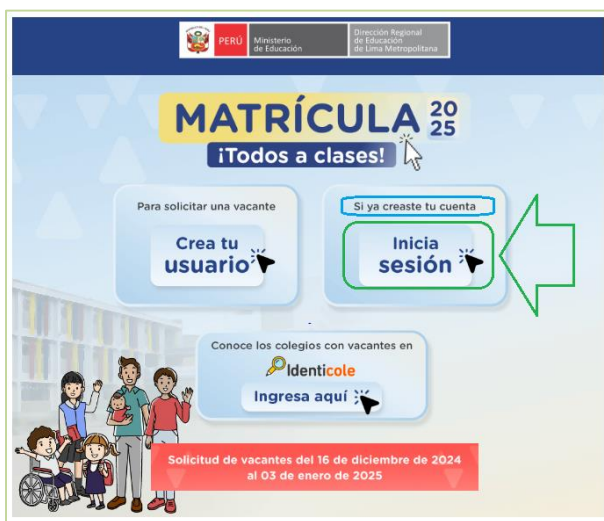 PERÚ
Ministerio
de Educación
Dirección Regional
de Educación
de Lima Metropolitana
MATRÍCULA 2025
¡Todos a clases!
Para solicitar una vacante
Crea tu
usuario
Si ya creaste tu cuenta
Inicia
sesión
Conoce los colegios con vacantes en
Identicole
Ingresa aquí
Solicitud de vacantes del 16 de diciembre de 2024
al 03 de enero de 2025